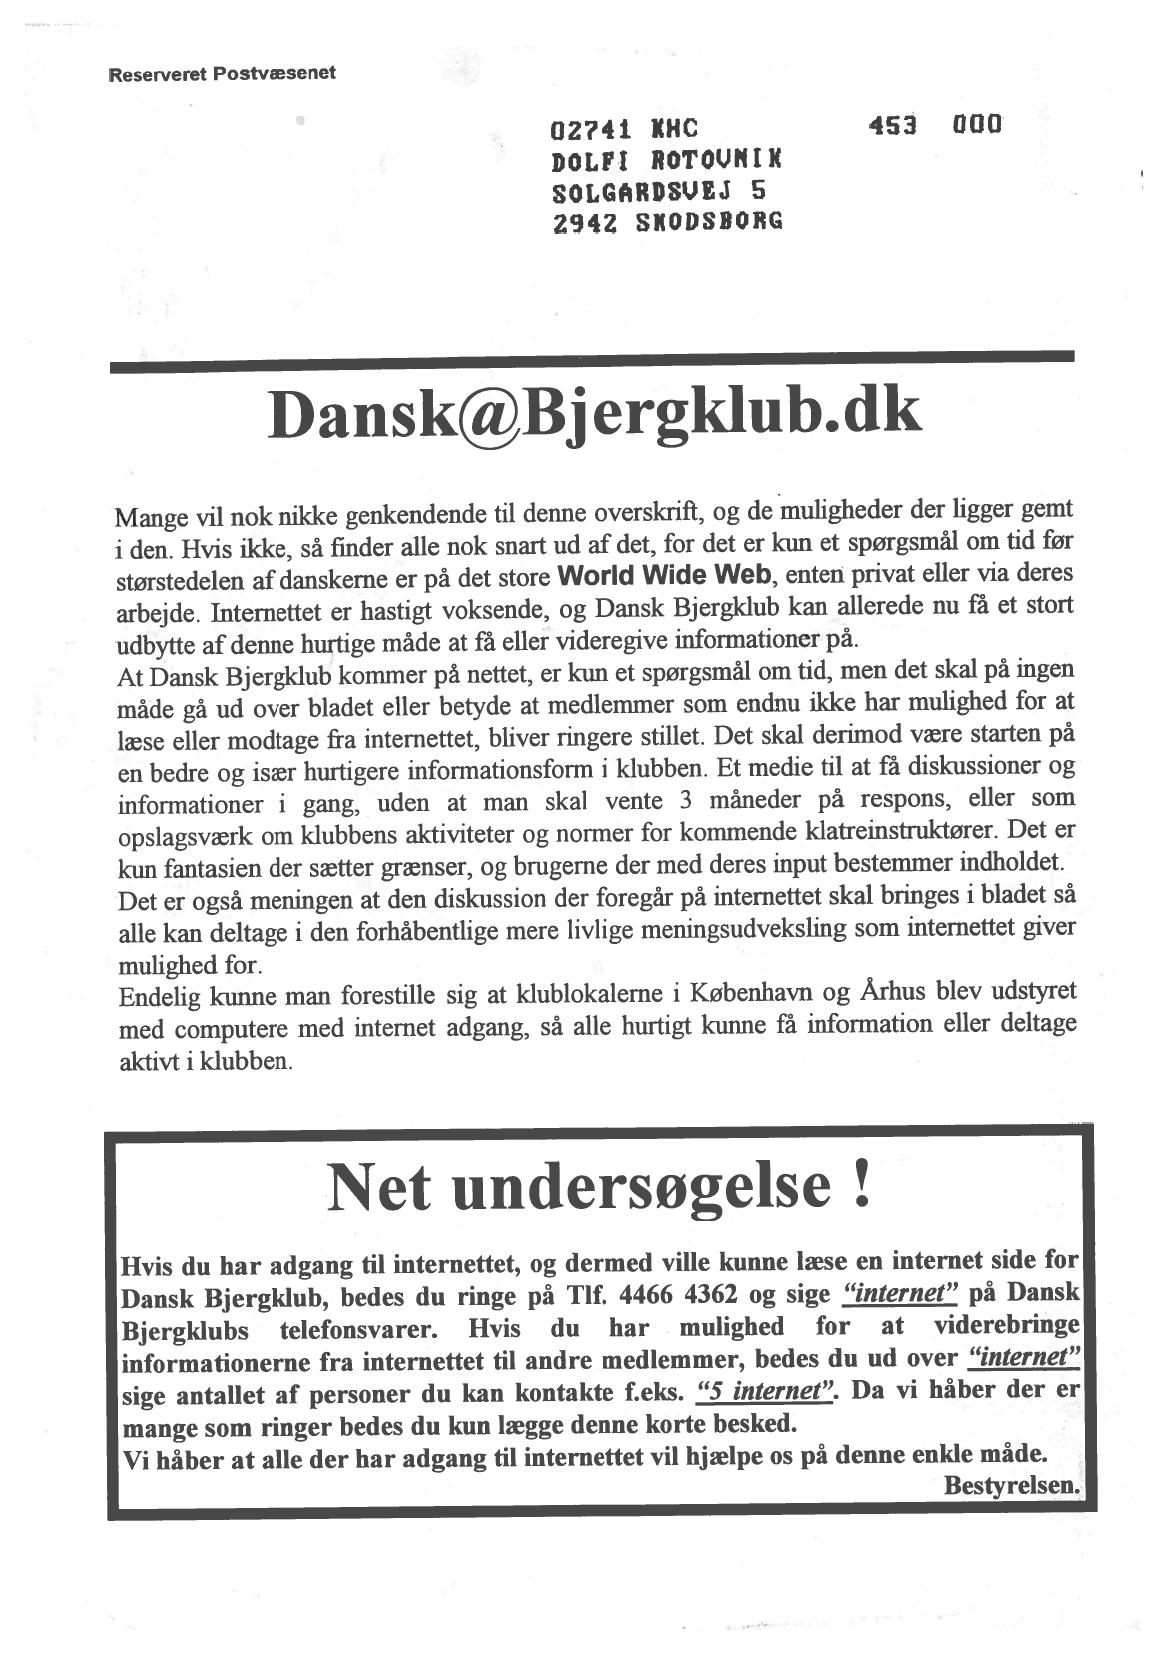 Reserveret Postvæsenet
02741 KHC 453 000
DOLFI ROTOVNIK
SOLGARDSVEJ 5
2942 SKODSBORG
Dansk@Bjergklub.dk
Mange vil nok nikke genkendende til denne overskrift, og de muligheder der ligger gemt
i den. Hvis ikke, så finder alle nok snart ud af det, for det er kun et spørgsmål om tid før
størstedelen af danskerne er på det store World Wide Web, enten privat eller via deres
arbejde. Internettet er hastigt voksende, og Dansk Bjergklub kan allerede nu få et stort
udbytte af denne hurtige måde at få eller videregive informationer på.
At Dansk Bjergklub kommer på nettet, er kun et spørgsmål om tid, men det skal på ingen
måde gå ud over bladet eller betyde at medlemmer som endnu ikke har mulighed for at
læse eller modtage fra internettet, bliver ringere stillet. Det skal derimod være starten på
en bedre og især hurtigere informationsform i klubben. Et medie til at få diskussioner og
informationer i gang, uden at man skal vente 3 måneder på respons, eller som
opslagsværk om klubbens aktiviteter og normer for kommende klatreinstruktører. Det er
kun fantasien der sætter grænser, og brugerne der med deres input bestemmer indholdet.
Det er også meningen at den diskussion der foregår på internettet skal bringes i bladet så
alle kan deltage i den forhåbentlige mere livlige meningsudveksling som internettet giver
mulighed for.
Endelig kunne man forestille sig at klublokalerne i København og Århus blev udstyret
med computere med internet adgang, så alle hurtigt kunne få information eller deltage
aktivt i klubben.
Net undersøgelse !
Hvis du har adgang til internettet, og dermed ville kunne læse en internet side for
Dansk Bjergklub, bedes du ringe på Tlf. 4466 4362 og sige “internet” på Dansk
Bjergklubs telefonsvarer. Hvis du har mulighed for at viderebringe
informationerne fra internettet til andre medlemmer, bedes du ud over “internet”
sige antallet af personer du kan kontakte f.eks. “5 internet”. Da vi håber der er
mange som ringer bedes du kun lægge denne korte besked.
Vi håber at alle der har adgang til internettet vil hjælpe os på denne enkle måde.
Bestyrelsen.